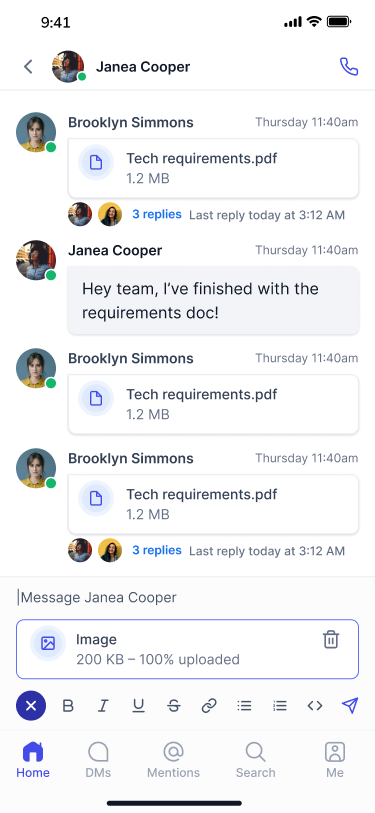 9:41
Janea Cooper
Brooklyn Simmons Thursday 11:40am
Tech requirements.pdf
1.2 MB
3 replies Last reply today at 3:12 AM
Janea Cooper Thursday 11:40am
Hey team, I’ve finished with the
requirements doc!
Brooklyn Simmons Thursday 11:40am
Tech requirements.pdf
1.2 MB
Brooklyn Simmons Thursday 11:40am
Tech requirements.pdf
1.2 MB
3 replies Last reply today at 3:12 AM
Message Janea Cooper
Image
200 KB – 100% uploaded
B I U S
Home DMs Mentions Search Me